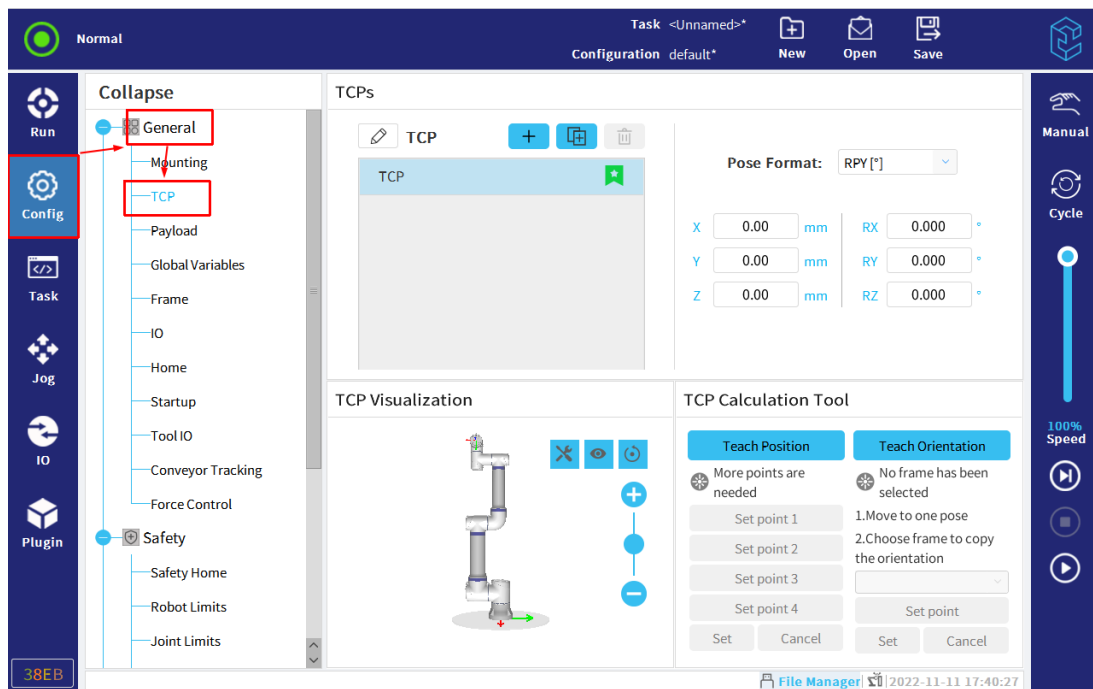 Normal
Task <Unnamed>*
Configuration default*
New
Open
Save
Run
Config
Task
Jog
IO
Plugin
38EB
Collapse
General
Mounting
TCP
Payload
Global Variables
Frame
IO
Home
Startup
Tool IO
Conveyor Tracking
Force Control
Safety
Safety Home
Robot Limits
Joint Limits
TCPs
TCP
TCP
Pose Format: RPY [°]
X 0.00 mm RX 0.000 °
Y 0.00 mm RY 0.000 °
Z 0.00 mm RZ 0.000 °
TCP Visualization
TCP Calculation Tool
Teach Position
More points are
needed
Set point 1
Set point 2
Set point 3
Set point 4
Set Cancel
Teach Orientation
No frame has been
selected
1.Move to one pose
2.Choose frame to copy
the orientation
Set point
Set Cancel
File Manager 2022-11-11 17:40:27
Manual
Cycle
100%
Speed